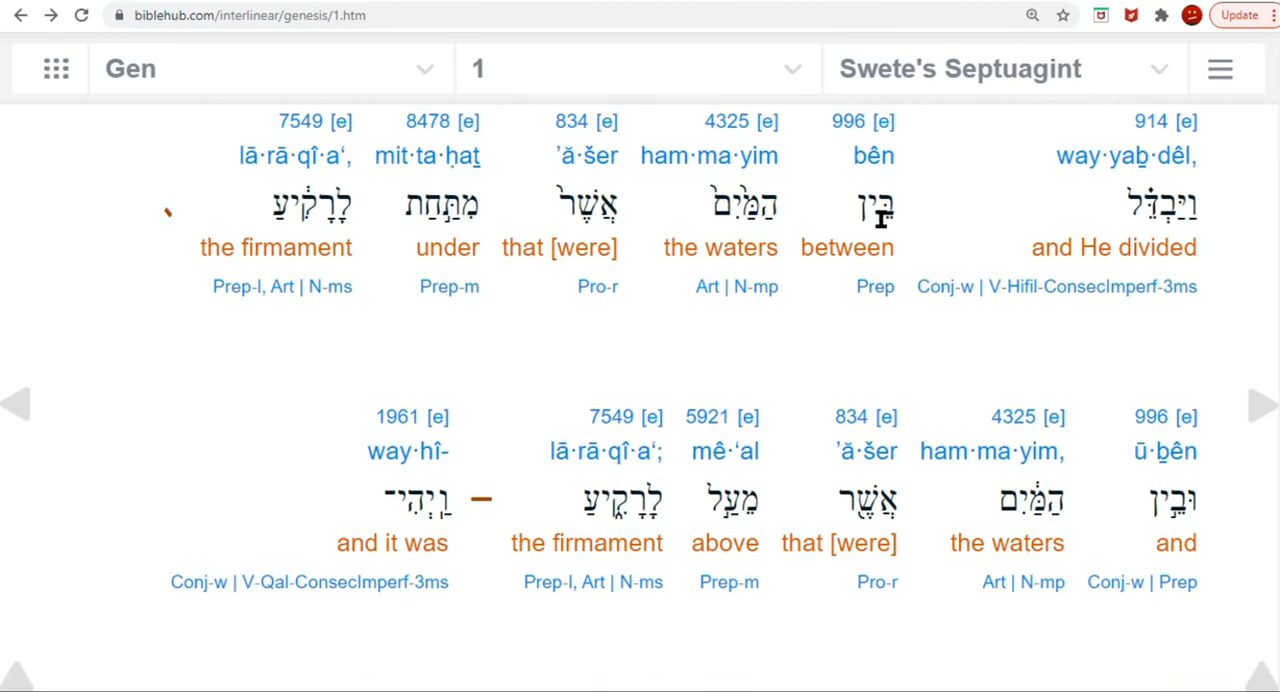 biblehub.com/interlinear/genesis/1.htm Update
Gen 1 Swete's Septuagint
7549 [e] 8478 [e] 834 [e] 4325 [e] 996 [e] 914 [e]
lā·rā·qî·a‘, mit·ta·ḥaṯ ’ă·šer ham·ma·yim bên way·yaḇ·dêl,
וַיַּבְדֵּ֗ל בֵּ֤ין הַמַּ֙יִם֙ אֲשֶׁר֙ מִתַּ֣חַת לָרָקִ֔יעַ
the firmament under that [were] the waters between and He divided
Prep-l, Art | N-ms Prep-m Pro-r Art | N-mp Prep Conj-w | V-Hifil-ConsecImperf-3ms
1961 [e] 7549 [e] 5921 [e] 834 [e] 4325 [e] 996 [e]
way·hî- lā·rā·qî·a‘; mê·‘al ’ă·šer ham·ma·yim, ū·ḇên
וּבֵ֣ין הַמַּ֔יִם אֲשֶׁ֖ר מֵעַ֣ל לָרָקִ֑יעַ – וַֽיְהִי־
and it was the firmament above that [were] the waters and
Conj-w | V-Qal-ConsecImperf-3ms Prep-l, Art | N-ms Prep-m Pro-r Art | N-mp Conj-w | Prep